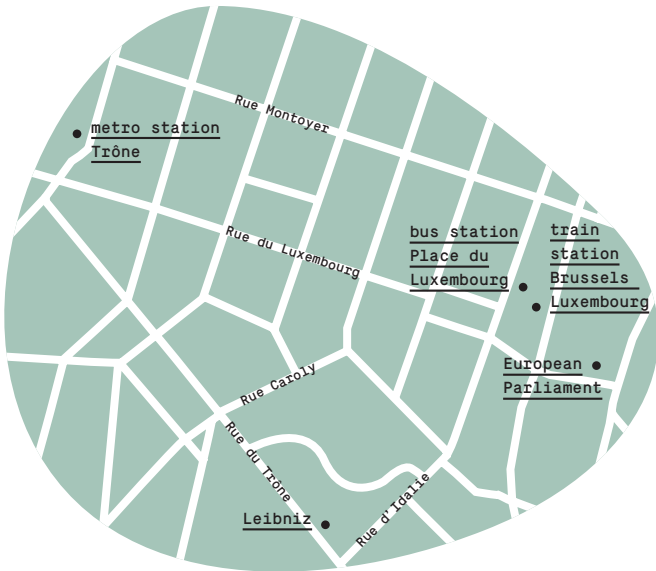 Rue Montoyer
metro station
Trône
Rue du Luxembourg
bus station
Place du
Luxembourg
train
station
Brussels
Luxembourg
European
Parliament
Rue Caroly
Rue du Trône
Rue d'Idalie
Leibniz